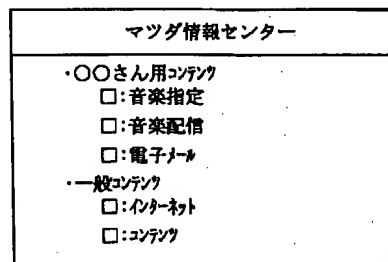 マツダ情報センター
・〇〇さん用ｺﾝﾃﾝﾂ
□：音楽指定
□：音楽配信
□：電子ﾒｰﾙ
・一般ｺﾝﾃﾝﾂ
□：ｲﾝﾀｰﾈｯﾄ
□：ｺﾝﾃﾝﾂ